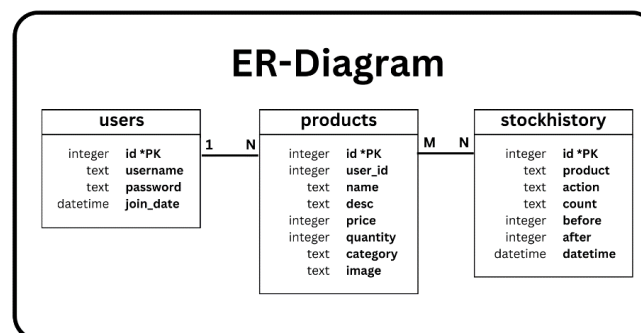 ER-Diagram
users
integer id *PK
text username
text password
datetime join_date
1 N
products
integer id *PK
integer user_id
text name
text desc
integer price
integer quantity
text category
text image
M N
stockhistory
integer id *PK
text product
text action
text count
integer before
integer after
datetime datetime